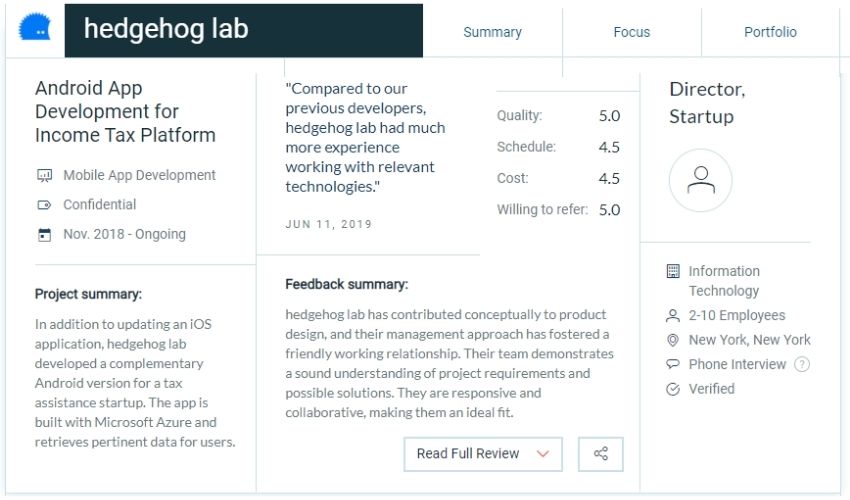 hedgehog lab
Summary
Focus
Portfolio
Android App
Development for
Income Tax Platform
Mobile App Development
Confidential
Nov. 2018 - Ongoing
Project summary:
In addition to updating an iOS
application, hedgehog lab
developed a complementary
Android version for a tax
assistance startup. The app is
built with Microsoft Azure and
retrieves pertinent data for users.
"Compared to our
previous developers,
hedgehog lab had much
more experience
working with relevant
technologies."
JUN 11, 2019
Quality: 5.0
Schedule: 4.5
Cost: 4.5
Willing to refer: 5.0
Feedback summary:
hedgehog lab has contributed conceptually to product
design, and their management approach has fostered a
friendly working relationship. Their team demonstrates
a sound understanding of project requirements and
possible solutions. They are responsive and
collaborative, making them an ideal fit.
Read Full Review
Director,
Startup
Information
Technology
2-10 Employees
New York, New York
Phone Interview ?
Verified